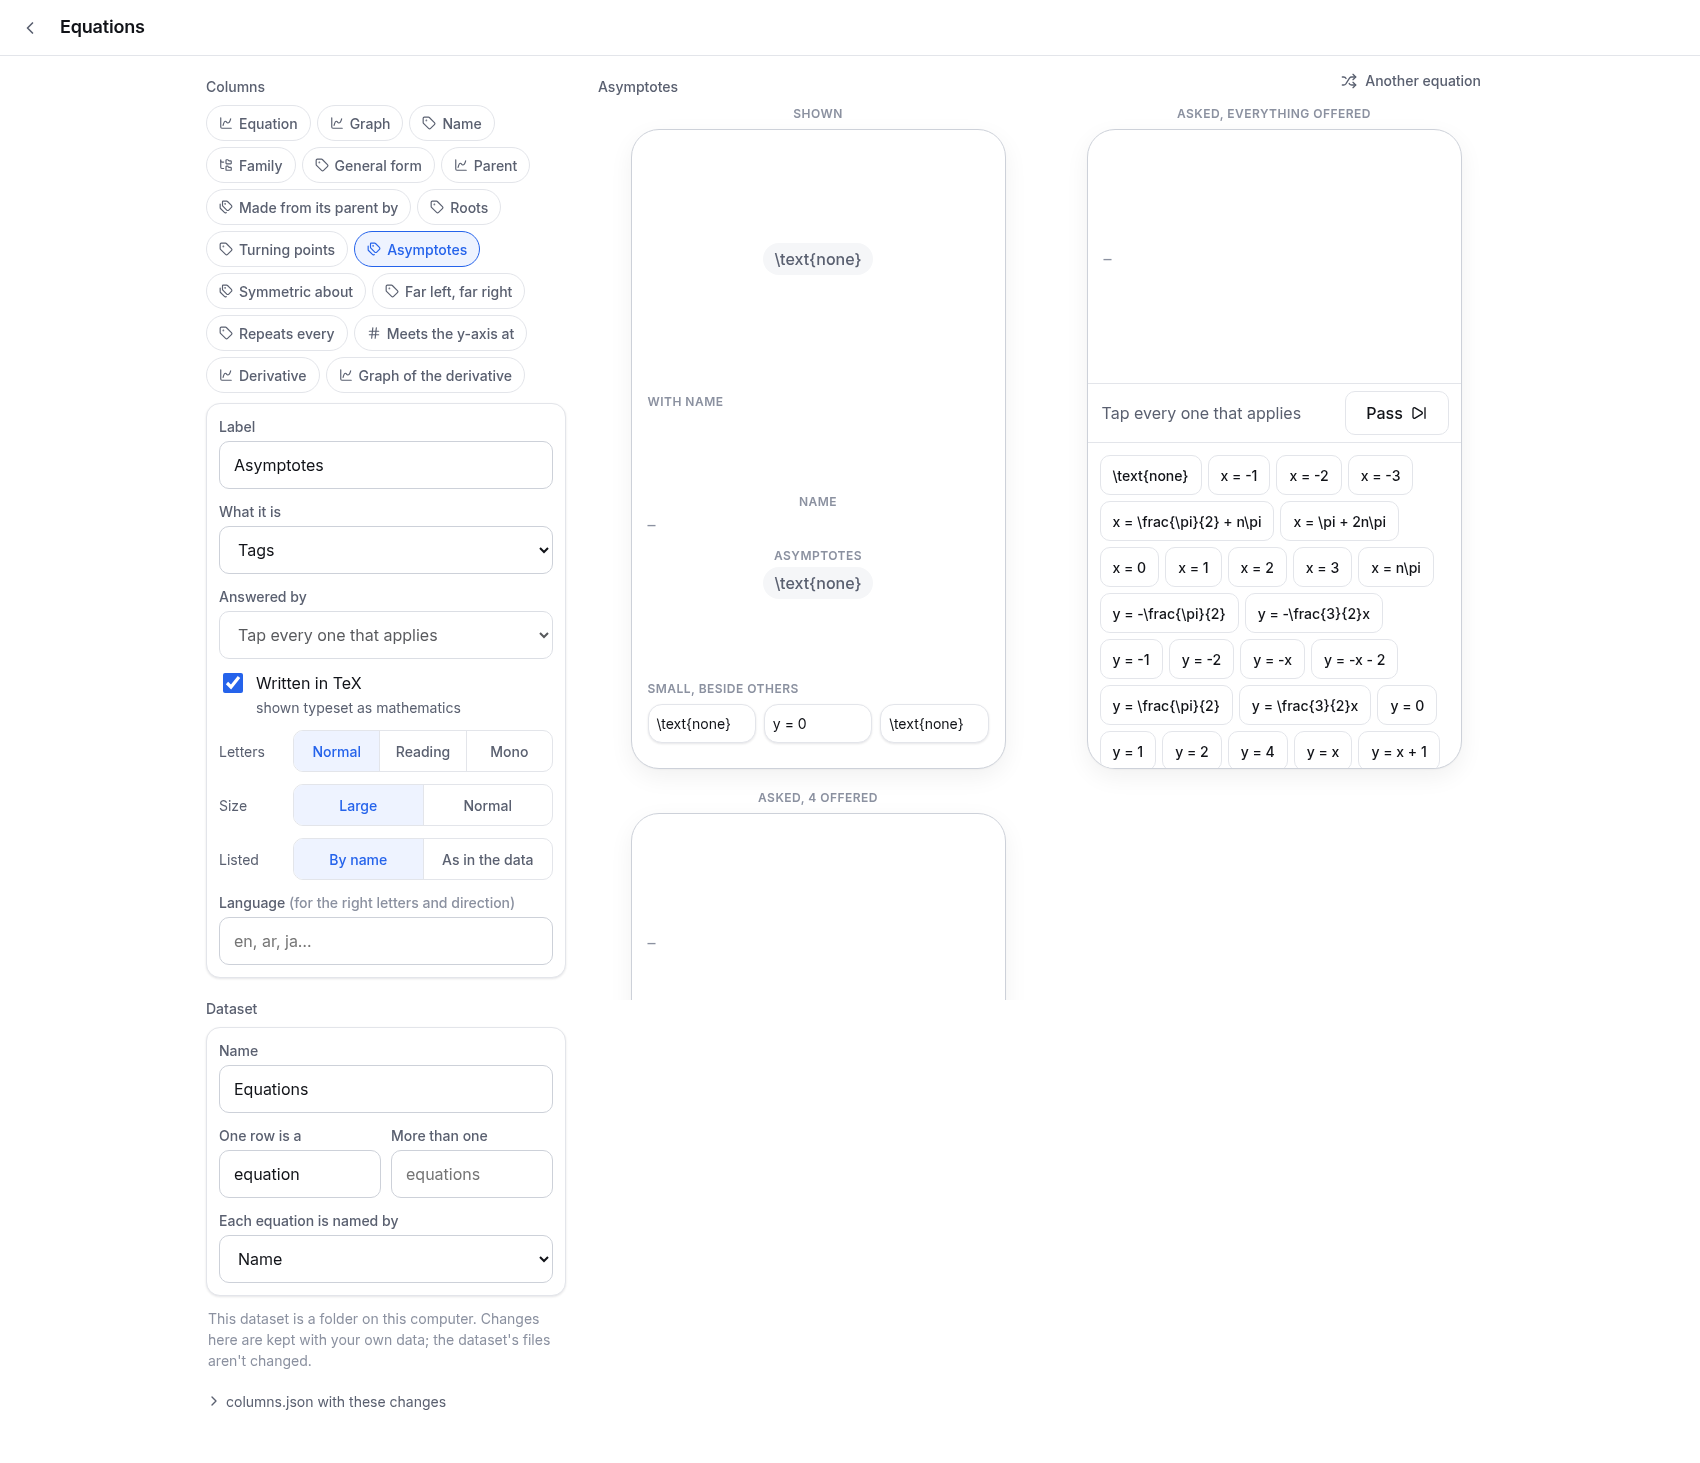 Equations
Columns
Equation Graph Name
Family General form Parent
Made from its parent by Roots
Turning points Asymptotes
Symmetric about Far left, far right
Repeats every Meets the y-axis at
Derivative Graph of the derivative
Label
Asymptotes
What it is
Tags
Answered by
Tap every one that applies
Written in TeX
shown typeset as mathematics
Letters Normal Reading Mono
Size Large Normal
Listed By name As in the data
Language (for the right letters and direction)
en, ar, ja...
Dataset
Name
Equations
One row is a More than one
equation equations
Each equation is named by
Name
This dataset is a folder on this computer. Changes
here are kept with your own data; the dataset's files
aren't changed.
columns.json with these changes
Asymptotes
Another equation
SHOWN
\text{none}
WITH NAME
NAME
–
ASYMPTOTES
\text{none}
SMALL, BESIDE OTHERS
\text{none} y = 0 \text{none}
ASKED, 4 OFFERED
–
ASKED, EVERYTHING OFFERED
–
Tap every one that applies Pass
\text{none} x = -1 x = -2 x = -3
x = \frac{\pi}{2} + n\pi x = \pi + 2n\pi
x = 0 x = 1 x = 2 x = 3 x = n\pi
y = -\frac{\pi}{2} y = -\frac{3}{2}x
y = -1 y = -2 y = -x y = -x - 2
y = \frac{\pi}{2} y = \frac{3}{2}x y = 0
y = 1 y = 2 y = 4 y = x y = x + 1